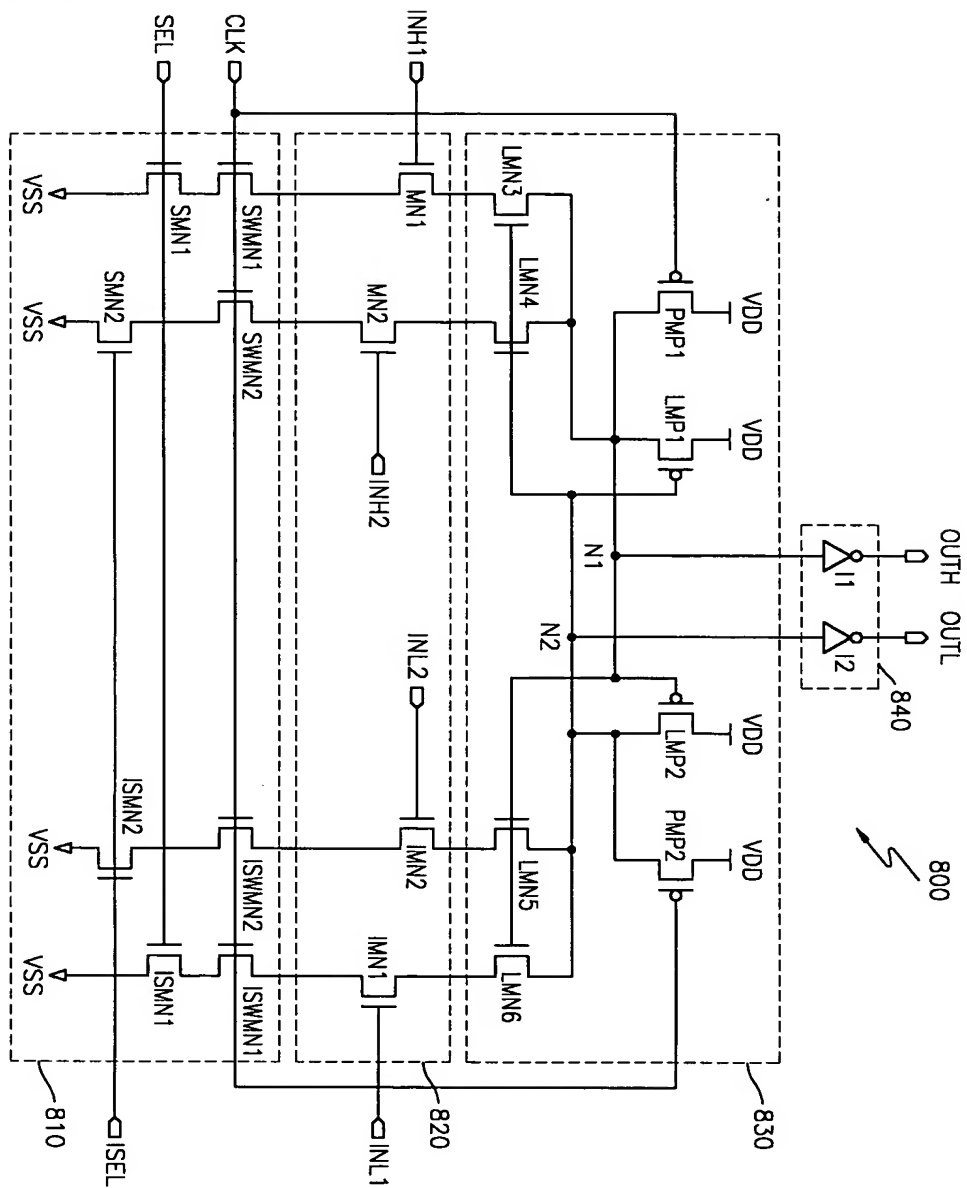 OUTH OUTL
I1 I2
840
800
VDD VDD VDD VDD
PMP1 LMP1 LMP2 PMP2
N1
N2
LMN3 LMN4 LMN5 LMN6
830
INH1
MN1 MN2
INH2
INL2
IMN2 IMN1
INL1
820
CLK
SWMN1 SWMN2 ISWMN2 ISWMN1
SEL
SMN1 SMN2 ISMN2 ISMN1
ISEL
VSS VSS VSS VSS
810